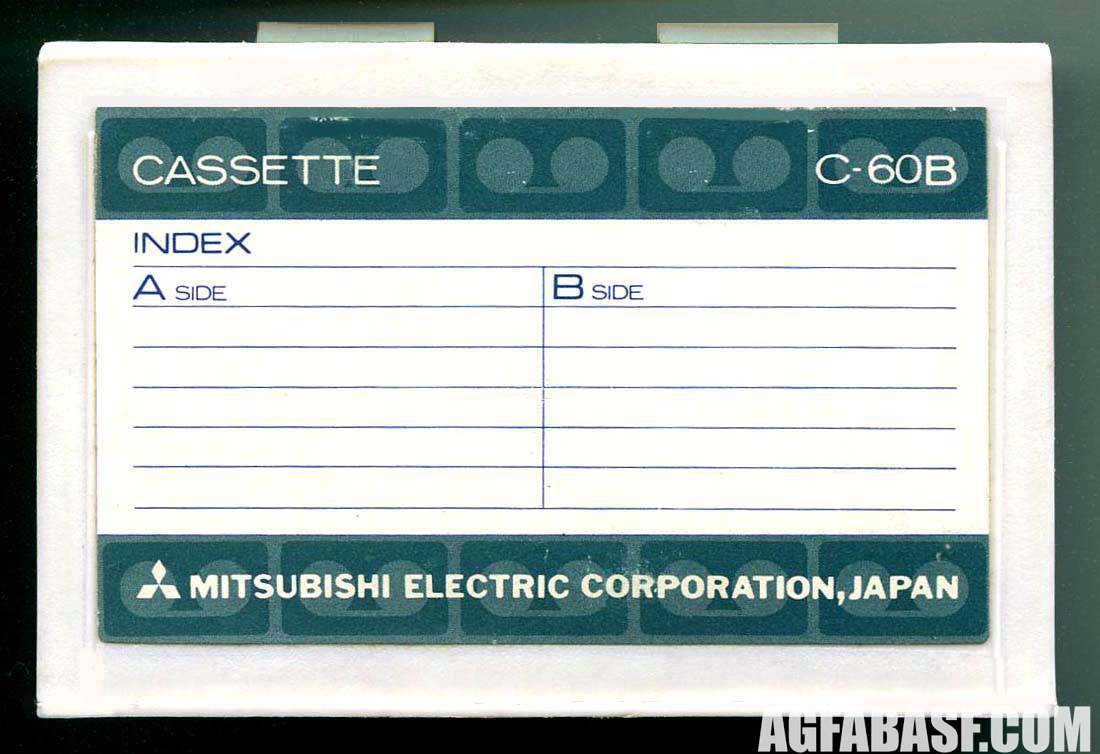 CASSETTE C-60B
INDEX
A SIDE B SIDE
MITSUBISHI ELECTRIC CORPORATION, JAPAN
AGFABASF.COM